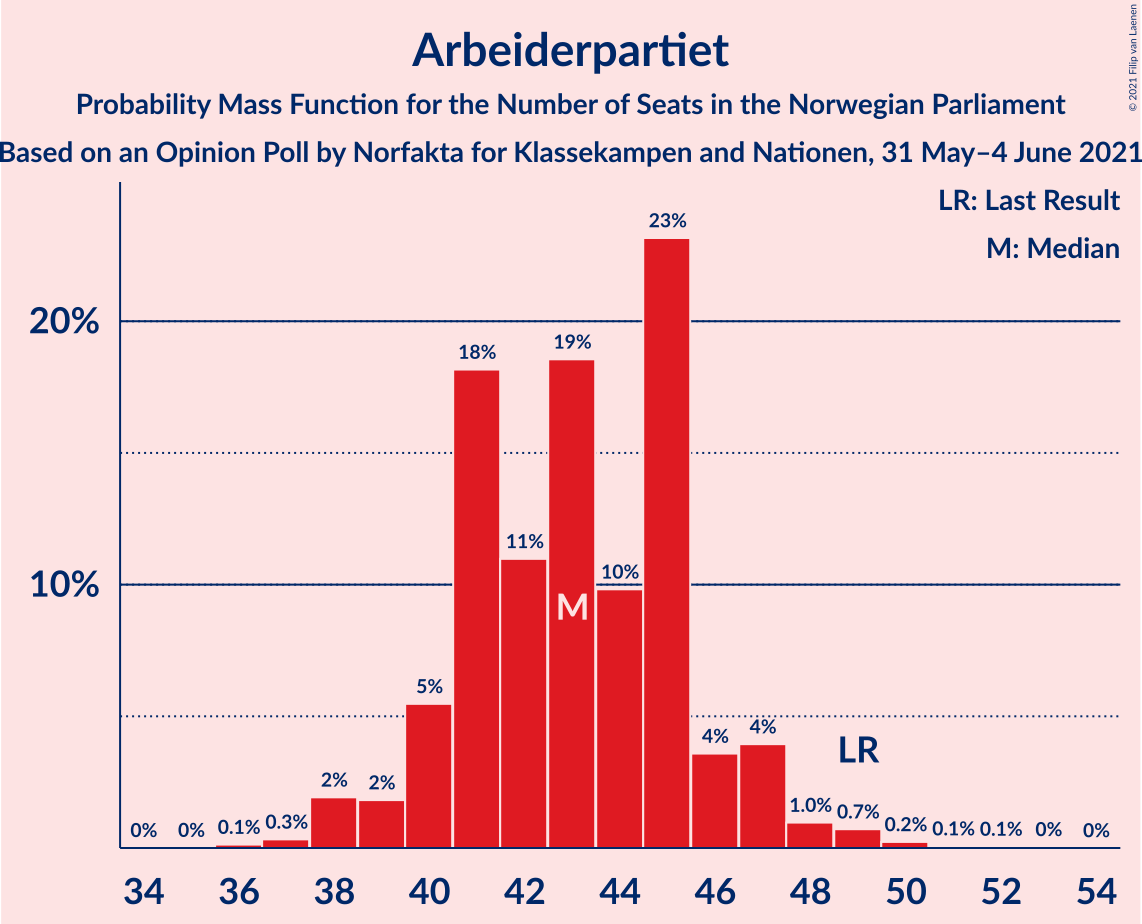 Arbeiderpartiet
Probability Mass Function for the Number of Seats in the Norwegian Parliament
Based on an Opinion Poll by Norfakta for Klassekampen and Nationen, 31 May–4 June 2021
© 2021 Filip van Laenen
LR: Last Result
M: Median
20%
10%
0% 0% 0.1% 0.3% 2% 2% 5% 18% 11% 19% 10% 23% 4% 4% 1.0% 0.7% 0.2% 0.1% 0.1% 0% 0%
M
LR
34 36 38 40 42 44 46 48 50 52 54